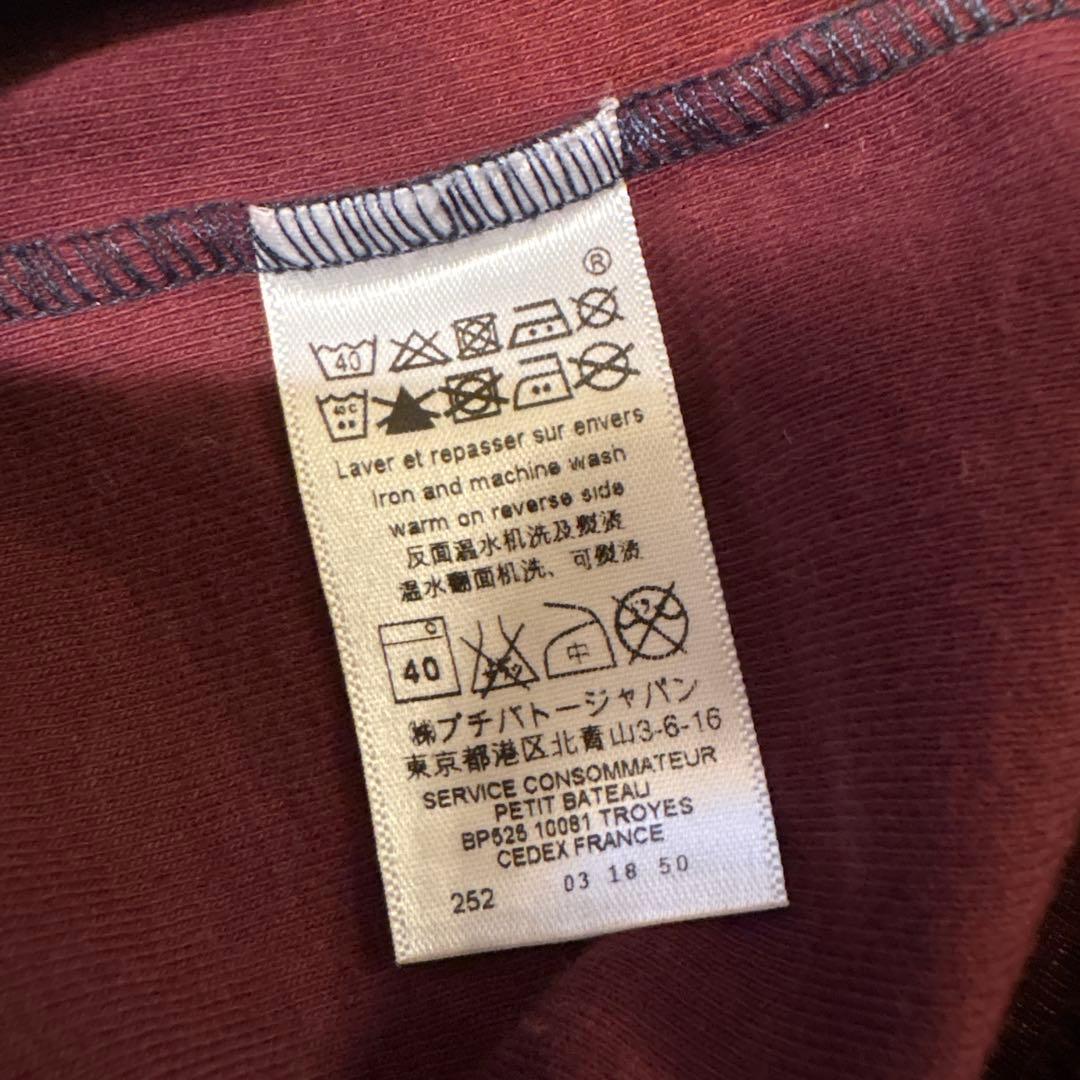 ®
40
40 C
Laver et repasser sur envers
Iron and machine wash
warm on reverse side
反面温水机洗及熨烫
温水翻面机洗、可熨烫
40 中
㈱プチバトージャパン
東京都港区北青山3-6-16
SERVICE CONSOMMATEUR
PETIT BATEAU
BP525 10081 TROYES
CEDEX FRANCE
252 03 18 50